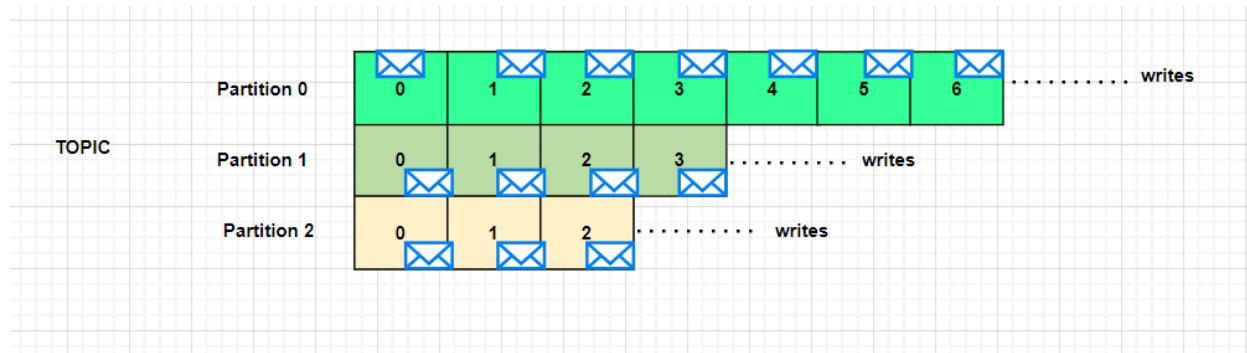 Partition 0 0 1 2 3 4 5 6 writes
TOPIC
Partition 1 0 1 2 3 writes
Partition 2 0 1 2 writes